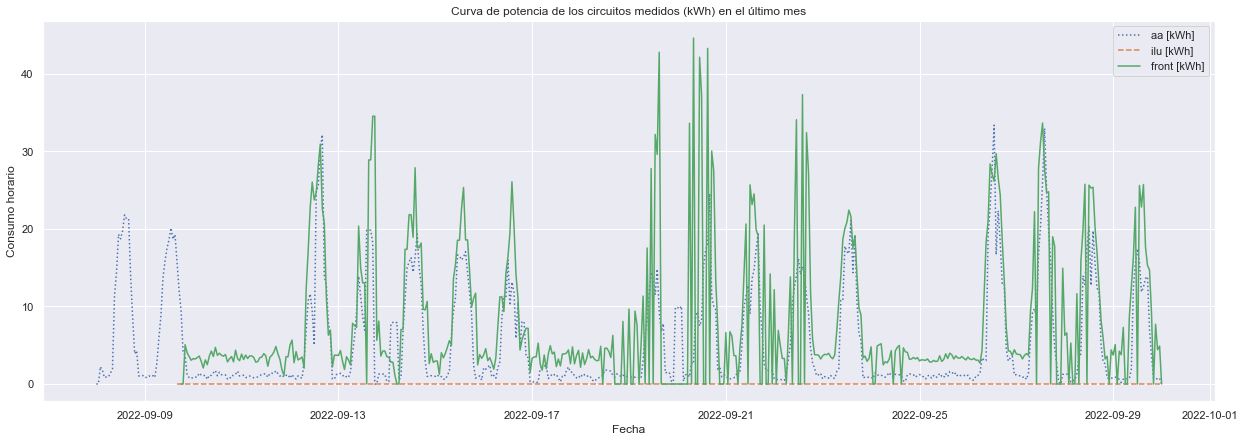 Curva de potencia de los circuitos medidos (kWh) en el último mes
aa [kWh]
ilu [kWh]
front [kWh]
Consumo horario
40
30
20
10
0
2022-09-09
2022-09-13
2022-09-17
2022-09-21
2022-09-25
2022-09-29
2022-10-01
Fecha